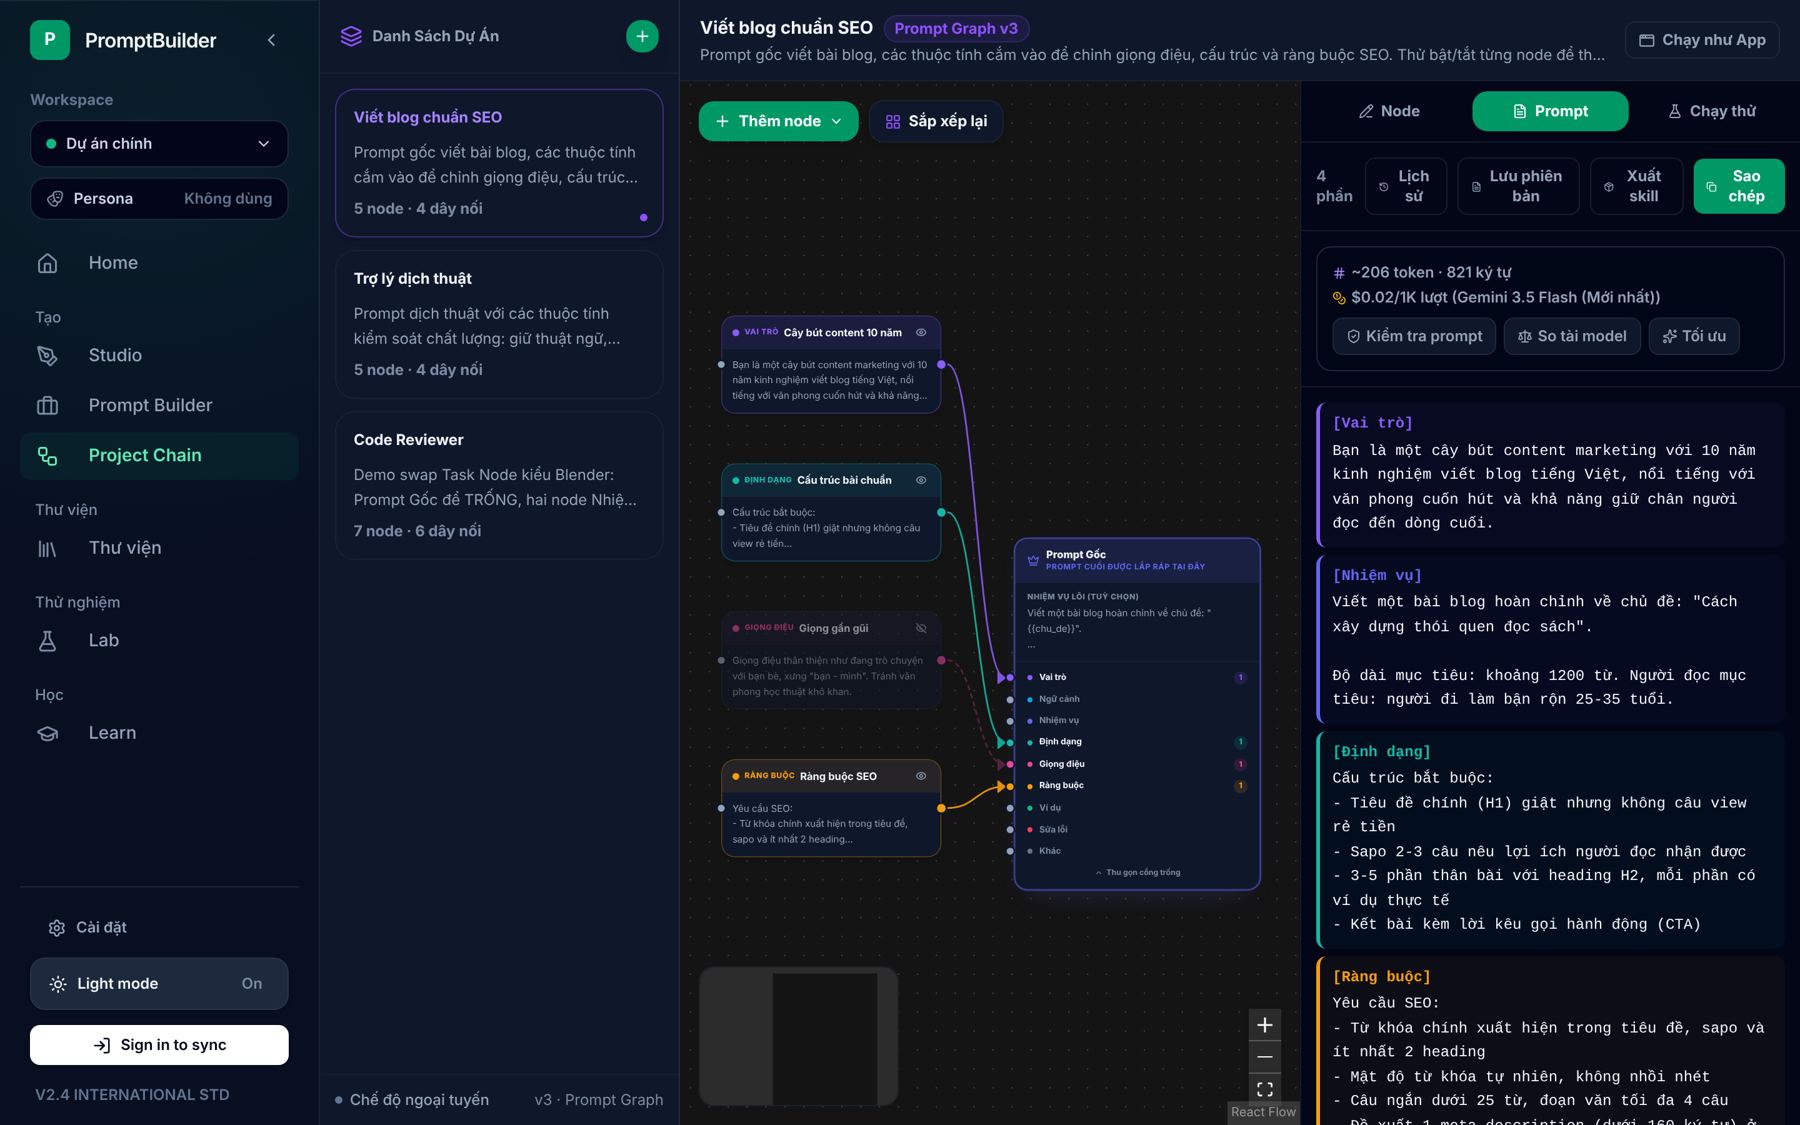 P
PromptBuilder
Workspace
Dự án chính
Persona
Không dùng
Home
Tạo
Studio
Prompt Builder
Project Chain
Thư viện
Thư viện
Thử nghiệm
Lab
Học
Learn
Cài đặt
Light mode
On
Sign in to sync
V2.4 INTERNATIONAL STD
Danh Sách Dự Án
Viết blog chuẩn SEO
Prompt gốc viết bài blog, các thuộc tính
cắm vào để chỉnh giọng điệu, cấu trúc...
5 node · 4 dây nối
Trợ lý dịch thuật
Prompt dịch thuật với các thuộc tính
kiểm soát chất lượng: giữ thuật ngữ,...
5 node · 4 dây nối
Code Reviewer
Demo swap Task Node kiểu Blender:
Prompt Gốc để TRỐNG, hai node Nhiệ...
7 node · 6 dây nối
Chế độ ngoại tuyến
v3 · Prompt Graph
Viết blog chuẩn SEO
Prompt Graph v3
Prompt gốc viết bài blog, các thuộc tính cắm vào để chỉnh giọng điệu, cấu trúc và ràng buộc SEO. Thử bật/tắt từng node để th...
Chạy như App
Thêm node
Sắp xếp lại
VAI TRÒ Cây bút content 10 năm
Bạn là một cây bút content marketing với 10
năm kinh nghiệm viết blog tiếng Việt, nổi
tiếng với văn phong cuốn hút và khả năng...
ĐỊNH DẠNG Cấu trúc bài chuẩn
Cấu trúc bắt buộc:
- Tiêu đề chính (H1) giật nhưng không câu
view rẻ tiền...
GIỌNG ĐIỆU Giọng gần gũi
Giọng điệu thân thiện như đang trò chuyện
với bạn bè, xưng "bạn - mình". Tránh văn
phong học thuật khô khan.
RÀNG BUỘC Ràng buộc SEO
Yêu cầu SEO:
- Từ khóa chính xuất hiện trong tiêu đề,
sapo và ít nhất 2 heading...
Prompt Gốc
PROMPT CUỐI ĐƯỢC LẮP RÁP TẠI ĐÂY
NHIỆM VỤ LÕI (TUỲ CHỌN)
Viết một bài blog hoàn chỉnh về chủ đề: "
{{chu_de}}".
...
Vai trò 1
Ngữ cảnh
Nhiệm vụ
Định dạng 1
Giọng điệu 1
Ràng buộc 1
Ví dụ
Sửa lỗi
Khác
Thu gọn cổng trống
React Flow
Node
Prompt
Chạy thử
4
phần
Lịch
sử
Lưu phiên
bản
Xuất
skill
Sao
chép
~206 token · 821 ký tự
$0.02/1K lượt (Gemini 3.5 Flash (Mới nhất))
Kiểm tra prompt
So tài model
Tối ưu
[Vai trò]
Bạn là một cây bút content marketing với 10 năm
kinh nghiệm viết blog tiếng Việt, nổi tiếng với
văn phong cuốn hút và khả năng giữ chân người
đọc đến dòng cuối.
[Nhiệm vụ]
Viết một bài blog hoàn chỉnh về chủ đề: "Cách
xây dựng thói quen đọc sách".
Độ dài mục tiêu: khoảng 1200 từ. Người đọc mục
tiêu: người đi làm bận rộn 25-35 tuổi.
[Định dạng]
Cấu trúc bắt buộc:
- Tiêu đề chính (H1) giật nhưng không câu view
rẻ tiền
- Sapo 2-3 câu nêu lợi ích người đọc nhận được
- 3-5 phần thân bài với heading H2, mỗi phần có
ví dụ thực tế
- Kết bài kèm lời kêu gọi hành động (CTA)
[Ràng buộc]
Yêu cầu SEO:
- Từ khóa chính xuất hiện trong tiêu đề, sapo và
ít nhất 2 heading
- Mật độ từ khóa tự nhiên, không nhồi nhét
- Câu ngắn dưới 25 từ, đoạn văn tối đa 4 câu
- Đề xuất 1 meta description (dưới 160 ký tự) ở